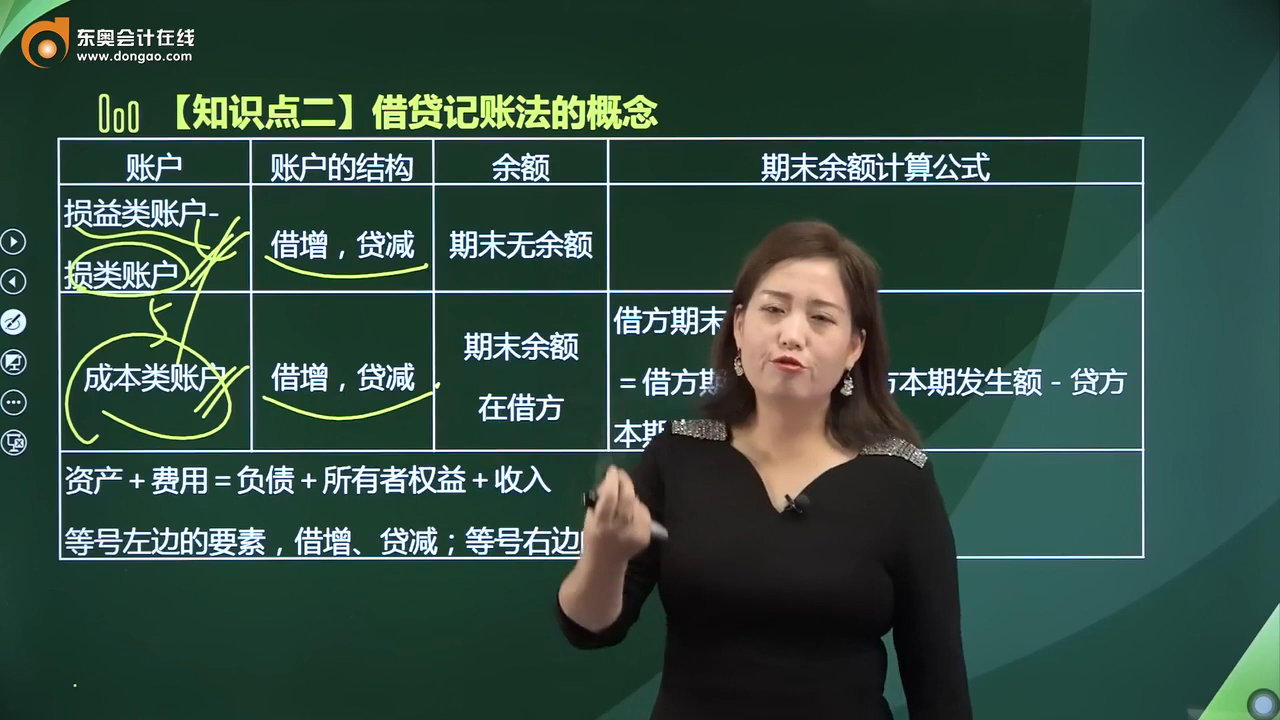 东奥会计在线
www.dongao.com
【知识点二】借贷记账法的概念
账户
账户的结构
余额
期末余额计算公式
损益类账户-
损类账户
借增，贷减
期末无余额
成本类账户
借增，贷减
期末余额
在借方
借方期末
＝借方期 方本期发生额－贷方
本期
资产＋费用＝负债＋所有者权益＋收入
等号左边的要素，借增、贷减；等号右边